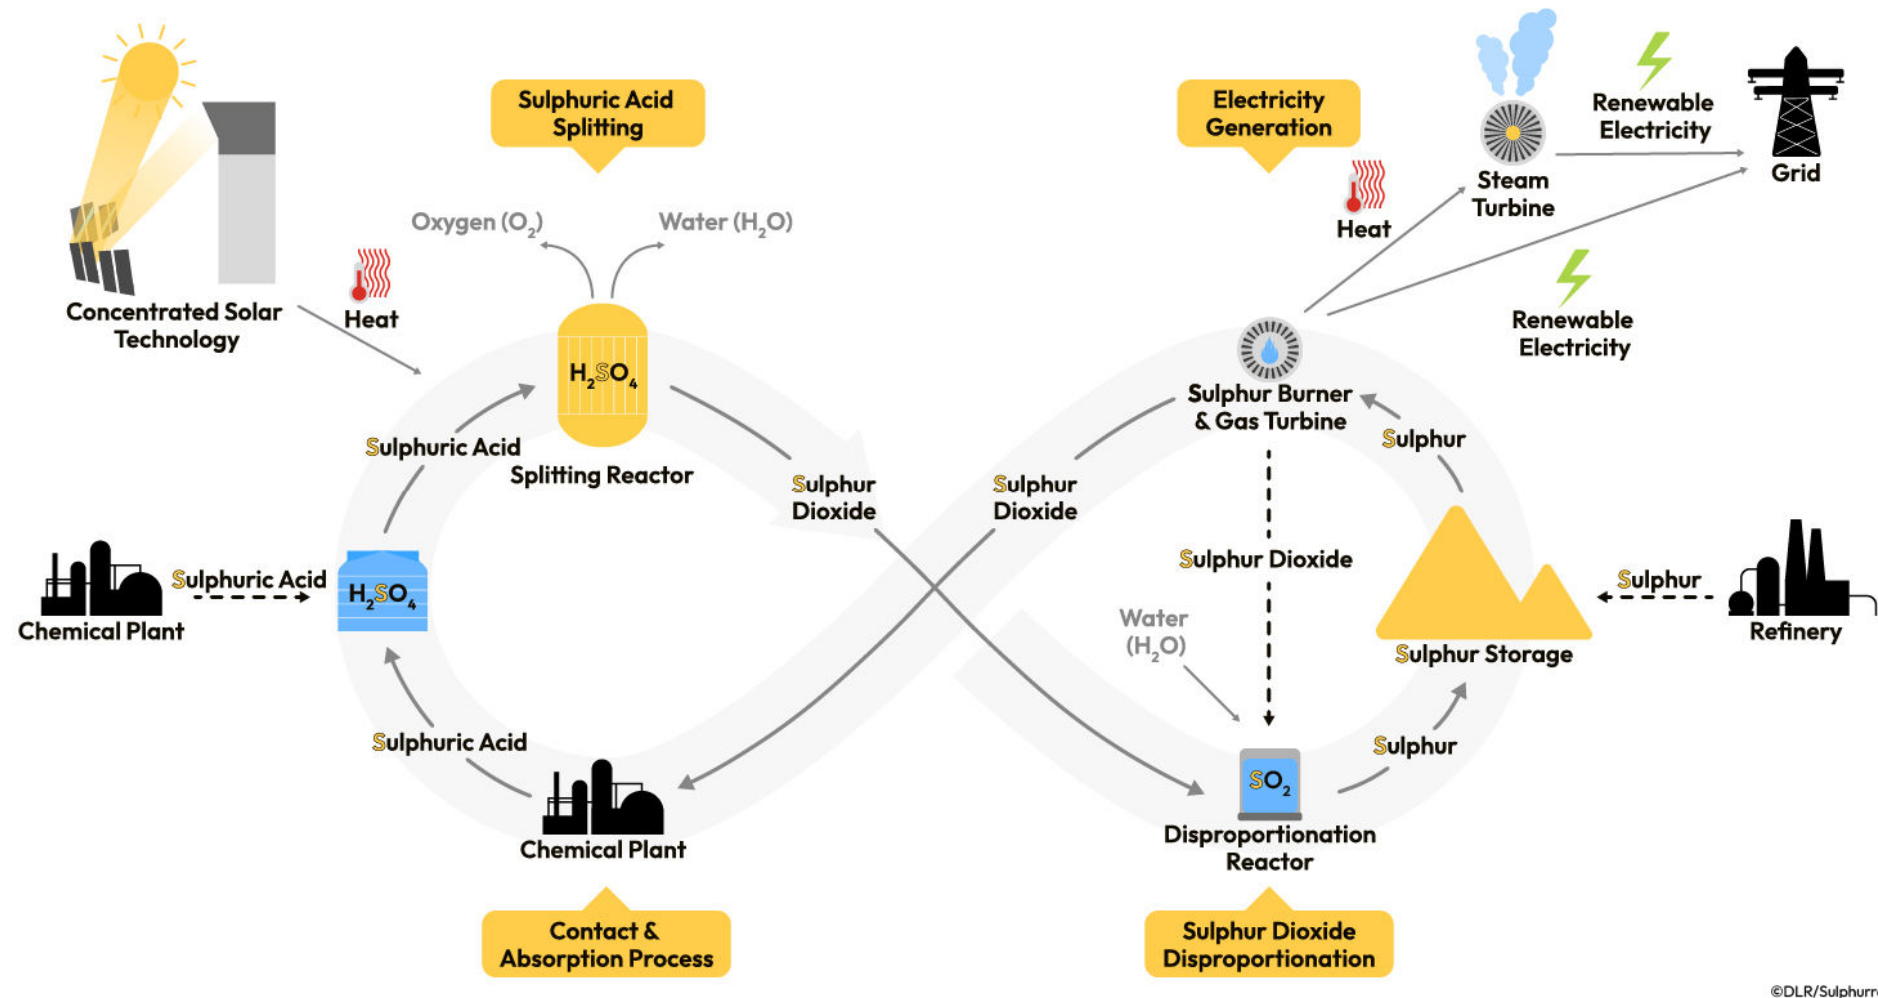 Sulphuric Acid
Splitting
Electricity
Generation
Renewable
Electricity
Grid
Steam
Turbine
Heat
Oxygen (O₂)
Water (H₂O)
Concentrated Solar
Technology
Heat
Renewable
Electricity
H₂SO₄
Splitting Reactor
Sulphuric Acid
Sulphur Burner
& Gas Turbine
Sulphur
Sulphur
Dioxide
Sulphur
Dioxide
Sulphur Dioxide
Chemical Plant
Sulphuric Acid
H₂SO₄
Sulphur
Refinery
Sulphur Storage
Water
(H₂O)
Sulphuric Acid
Sulphur
SO₂
Chemical Plant
Disproportionation
Reactor
Contact &
Absorption Process
Sulphur Dioxide
Disproportionation
©DLR/Sulphurr